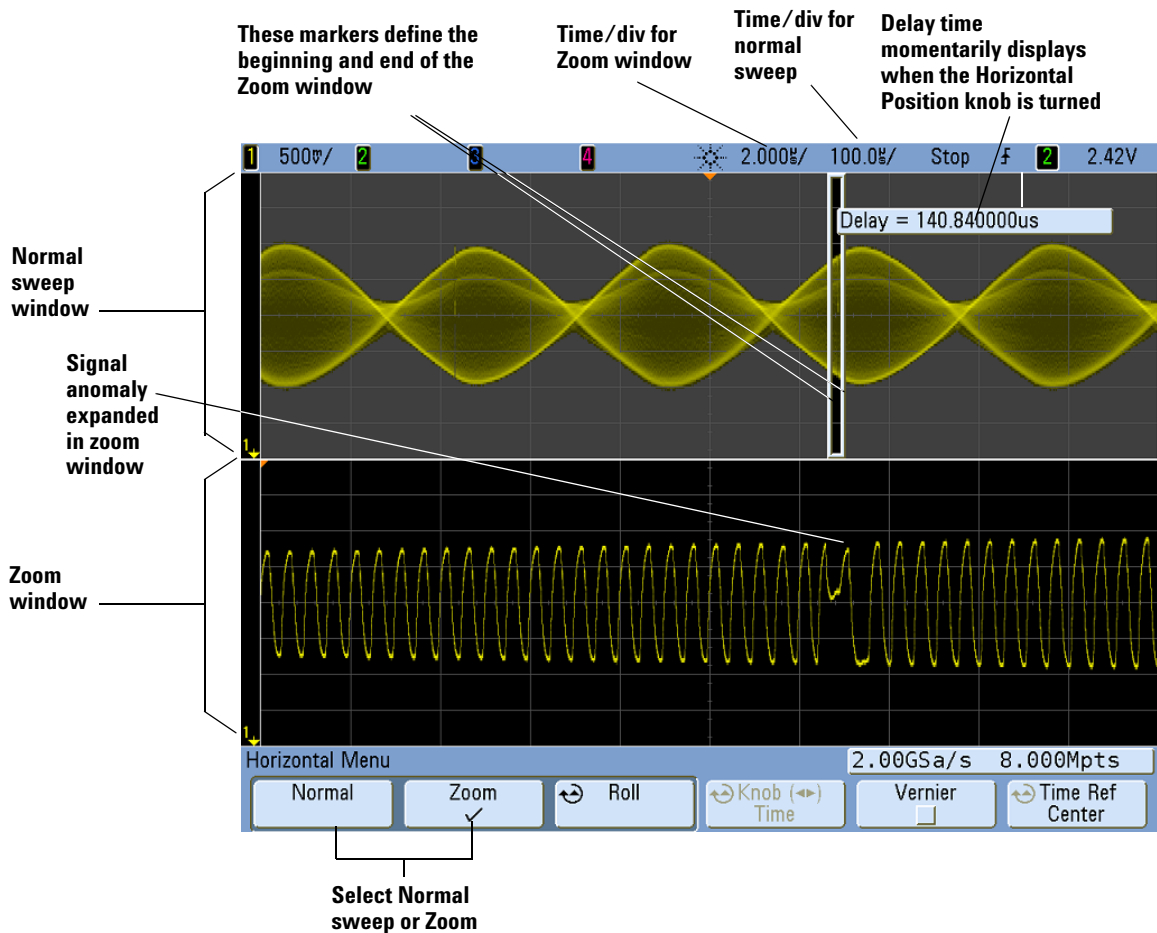 These markers define the
beginning and end of the
Zoom window
Time/div for
Zoom window
Time/div for
normal
sweep
Delay time
momentarily displays
when the Horizontal
Position knob is turned
1 500㎷/ 2 3 4 2.000㎲/ 100.0㎲/ Stop 2 2.42V
Delay = 140.840000us
Normal
sweep
window
Signal
anomaly
expanded
in zoom
window
1
Zoom
window
1
Horizontal Menu 2.00GSa/s 8.000Mpts
Normal
Zoom
Roll
Knob (◄►)
Time
Vernier
Time Ref
Center
Select Normal
sweep or Zoom